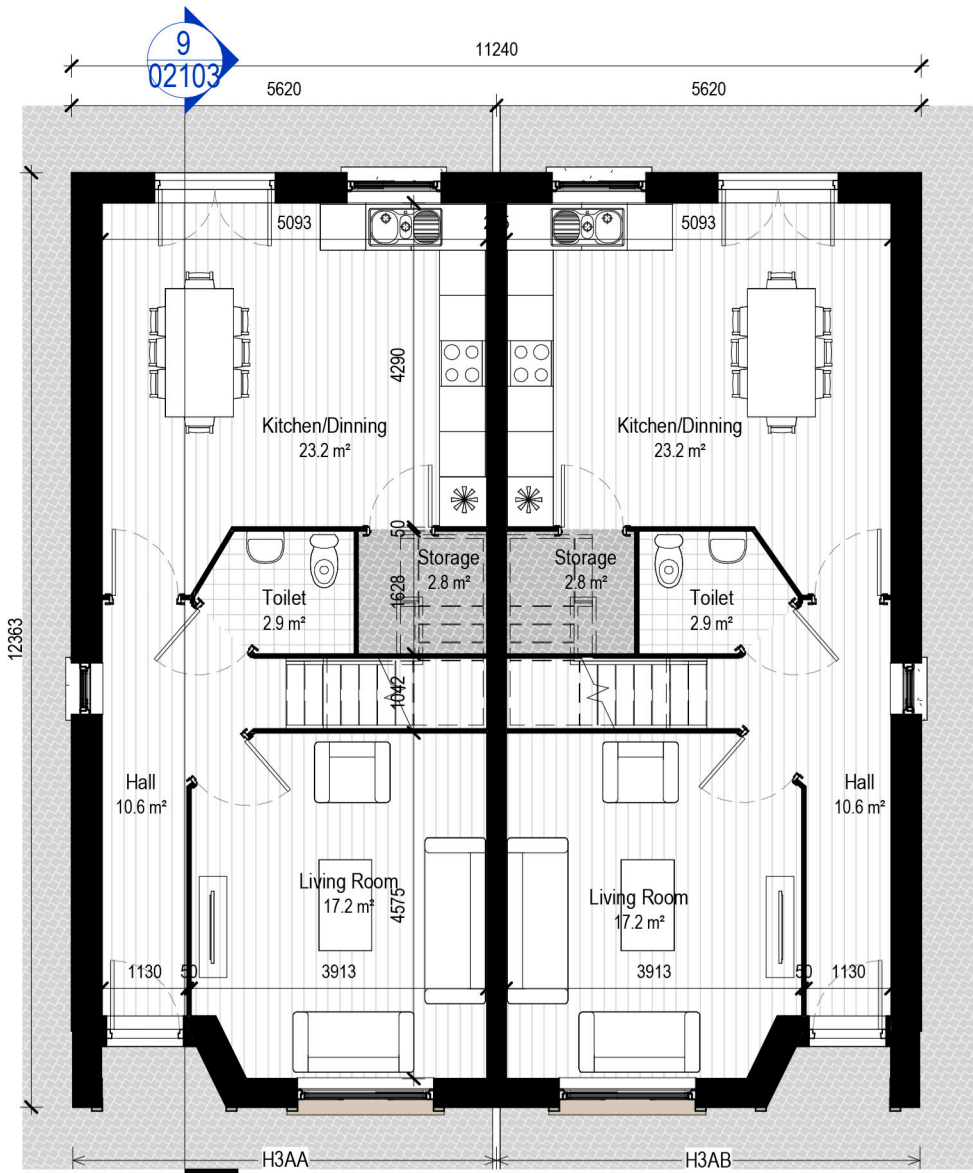 9
02103
11240
5620
5620
5093
5093
12363
4290
Kitchen/Dinning
23.2 m²
Kitchen/Dinning
23.2 m²
50
Storage
2.8 m²
Storage
2.8 m²
1628
Toilet
2.9 m²
Toilet
2.9 m²
1042
Hall
10.6 m²
Hall
10.6 m²
Living Room
17.2 m²
Living Room
17.2 m²
4575
1130
50
3913
3913
50
1130
H3AA
H3AB